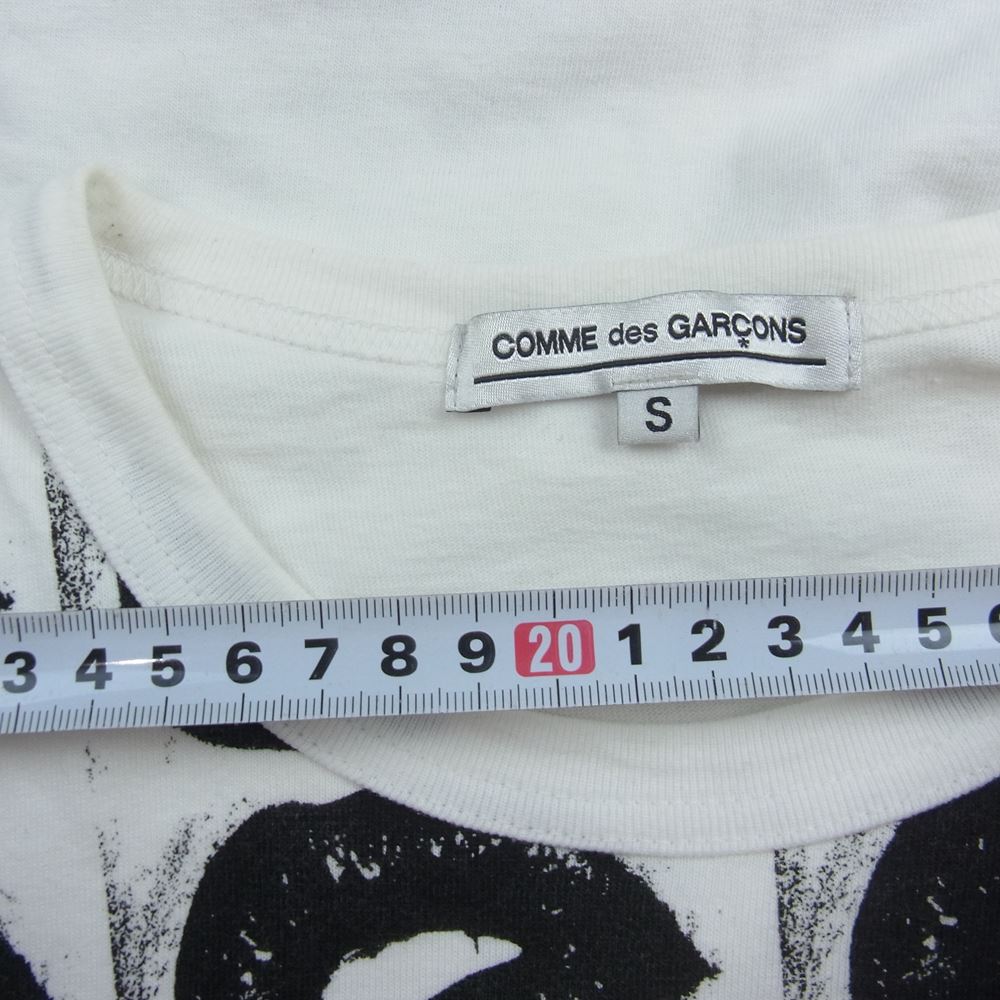 COMME des GARÇONS
*
S
3 4 5 6 7 8 9 20 1 2 3 4 5